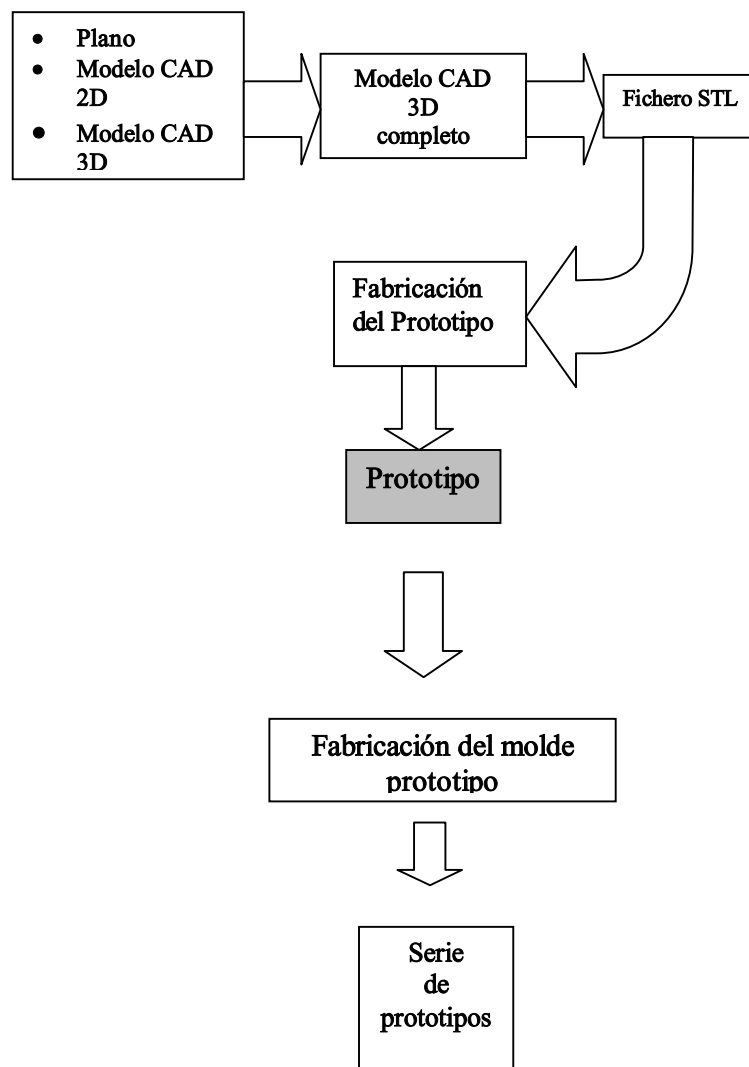 • Plano
• Modelo CAD
2D
• Modelo CAD
3D
Modelo CAD
3D
completo
Fichero STL
Fabricación
del Prototipo
Prototipo
Fabricación del molde
prototipo
Serie
de
prototipos